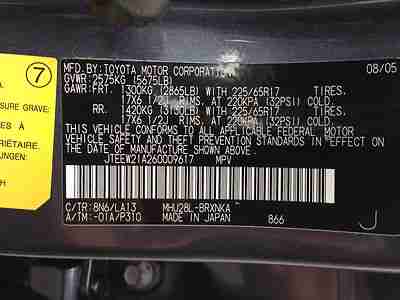 7
MFD.BY:TOYOTA MOTOR CORPORATION 08/05
GVWR: 2575KG (5675LB)
GAWR: FRT. 1300KG (2865LB) WITH 225/65R17 TIRES.
17X6 1/2J RIMS, AT 220KPA (32PSI) COLD.
RR. 1420KG (3130LB) WITH 225/65R17 TIRES.
17X6 1/2J RIMS, AT 220KPA (32PSI) COLD.
THIS VEHICLE CONFORMS TO ALL APPLICABLE FEDERAL MOTOR
VEHICLE SAFETY STANDARDS IN EFFECT ON
THE DATE OF MANUFACTURE SHOWN ABOVE.
JTEEW21A260009617 MPV
C/TR: 8N6/LA13 MHU28L-BRXNKA
A/TM: -01A/P310 MADE IN JAPAN 866
J
SURE GRAVE:
RIÉTAIRE.
UNGEN:
H